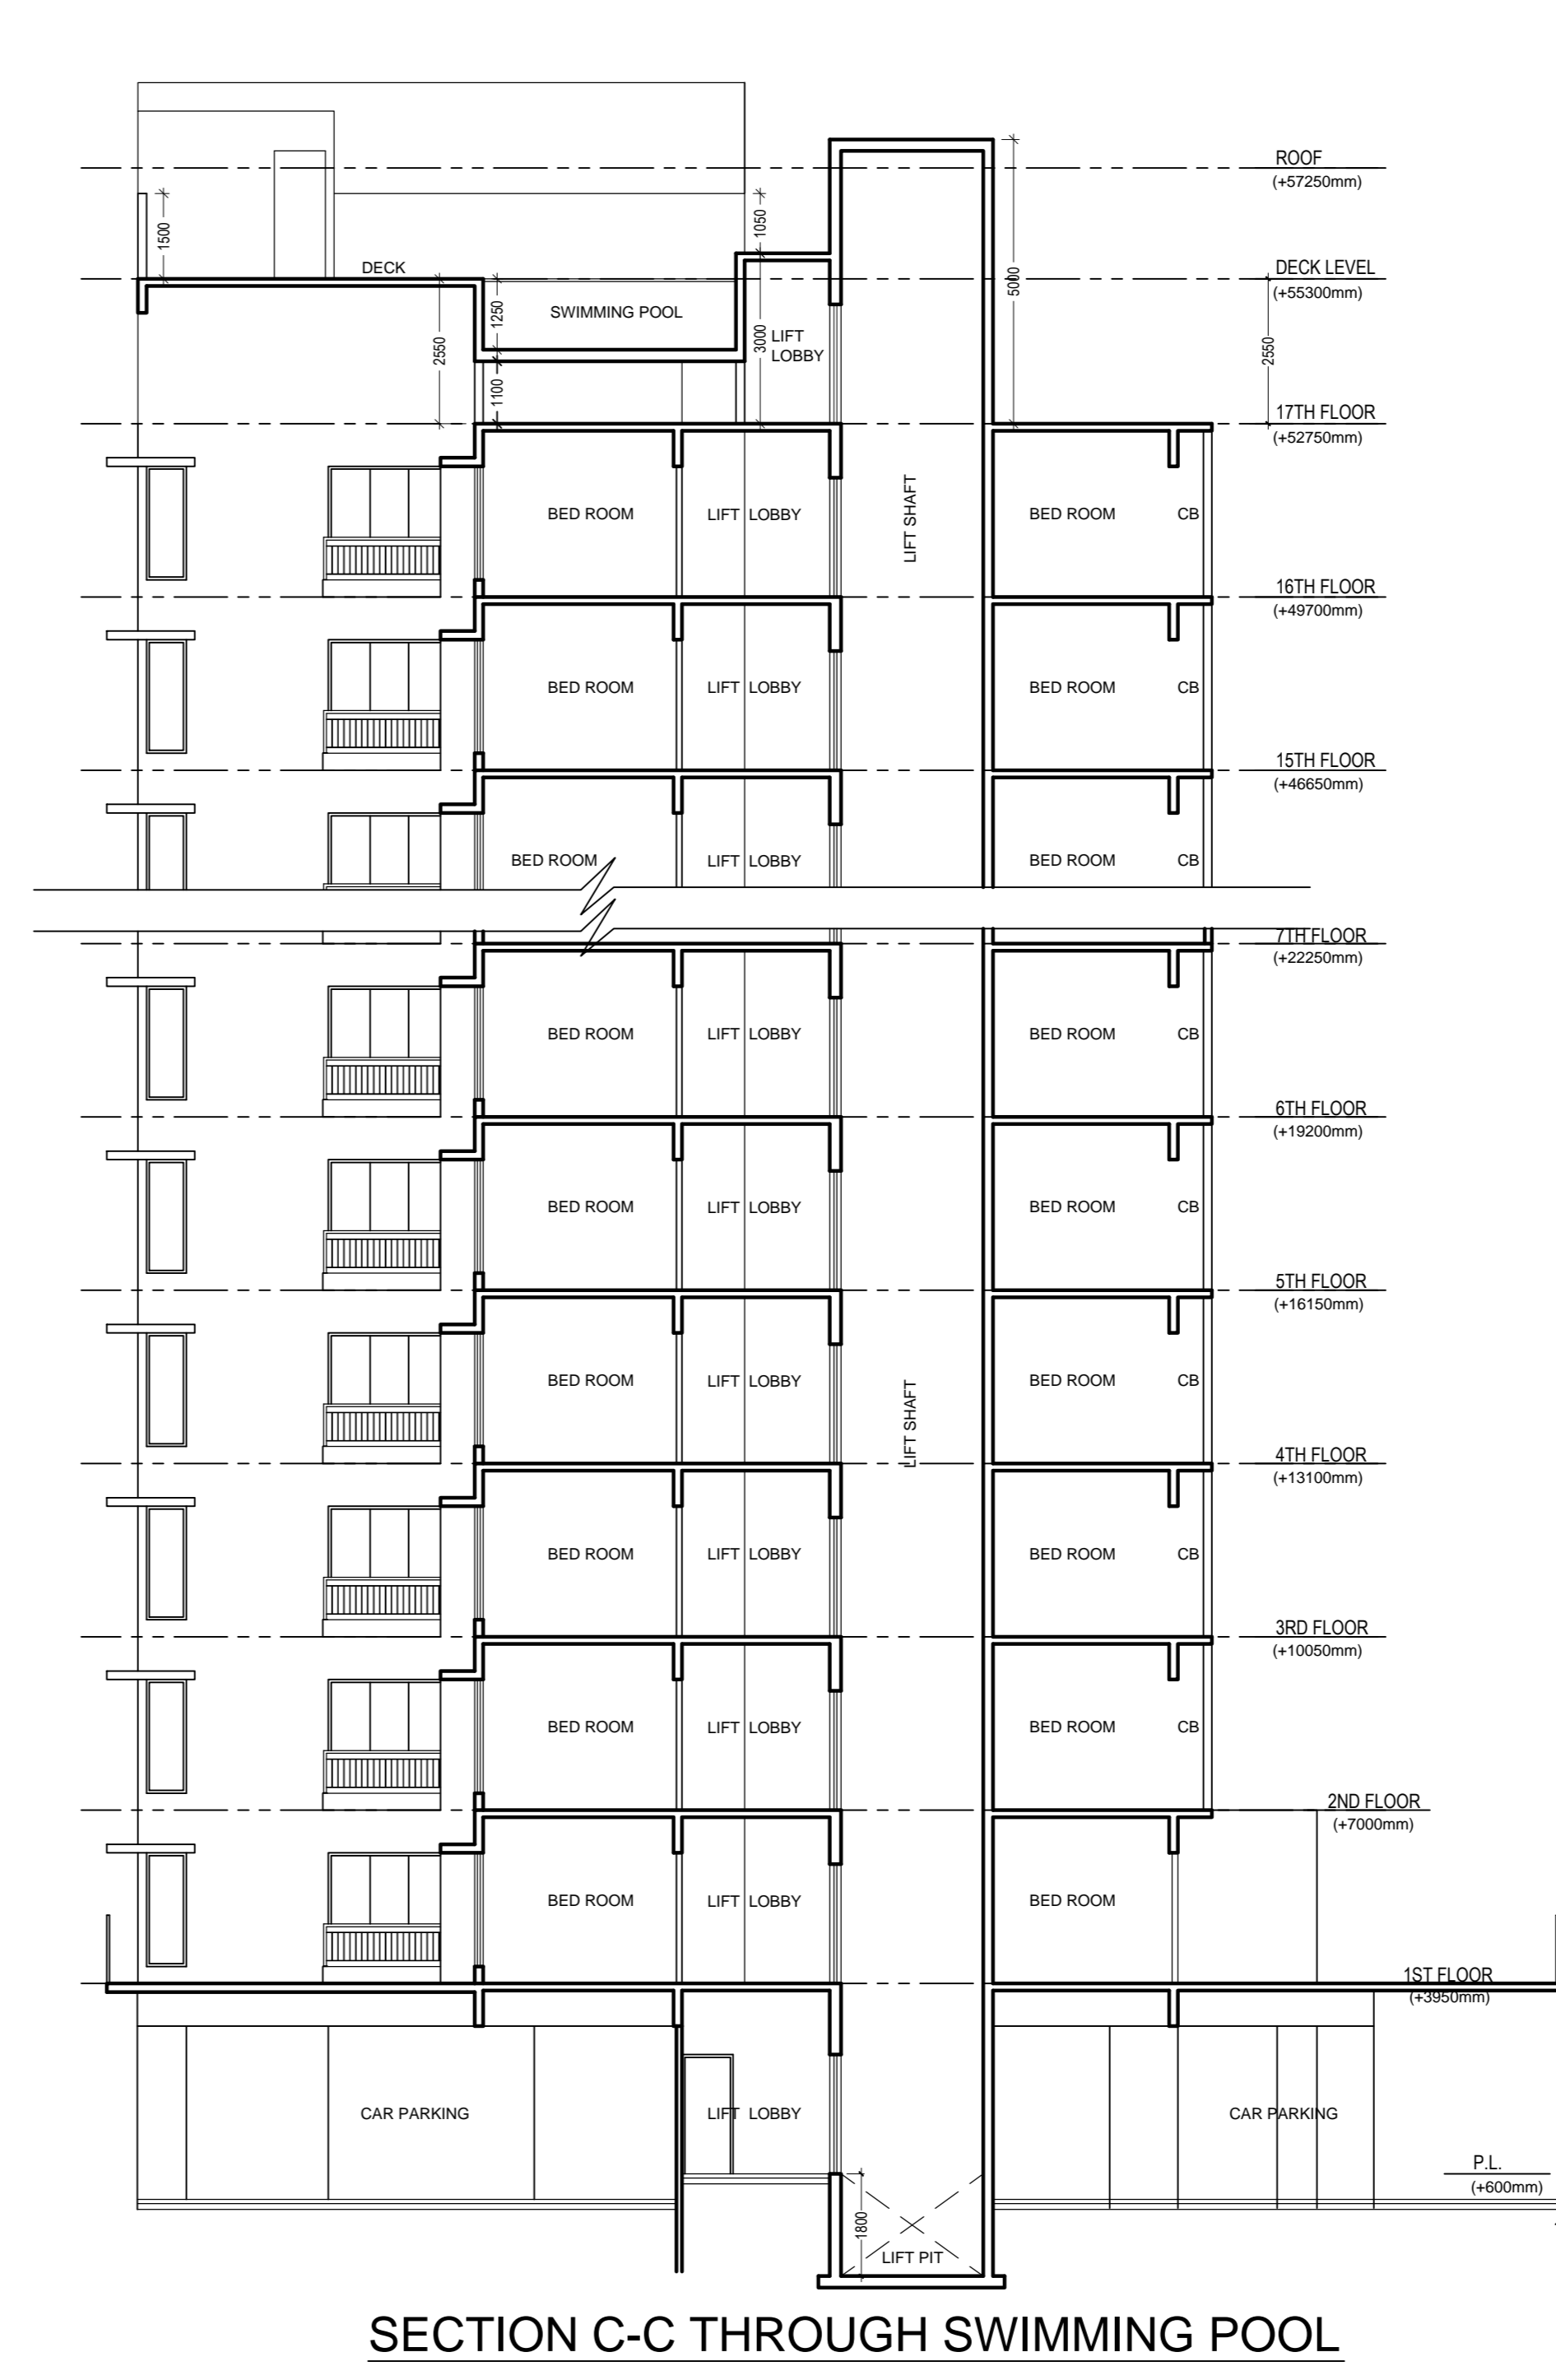 ROOF
(+57250mm)
1500
1050
5000
DECK
DECK LEVEL
(+55300mm)
1250
SWIMMING POOL
2550
3000
LIFT
LOBBY
2550
1100
17TH FLOOR
(+52750mm)
BED ROOM
LIFT LOBBY
LIFT SHAFT
BED ROOM
CB
16TH FLOOR
(+49700mm)
BED ROOM
LIFT LOBBY
BED ROOM
CB
15TH FLOOR
(+46650mm)
BED ROOM
LIFT LOBBY
BED ROOM
CB
7TH FLOOR
(+22250mm)
BED ROOM
LIFT LOBBY
BED ROOM
CB
6TH FLOOR
(+19200mm)
BED ROOM
LIFT LOBBY
BED ROOM
CB
5TH FLOOR
(+16150mm)
BED ROOM
LIFT LOBBY
LIFT SHAFT
BED ROOM
CB
4TH FLOOR
(+13100mm)
BED ROOM
LIFT LOBBY
BED ROOM
CB
3RD FLOOR
(+10050mm)
BED ROOM
LIFT LOBBY
BED ROOM
CB
2ND FLOOR
(+7000mm)
BED ROOM
LIFT LOBBY
BED ROOM
1ST FLOOR
(+3950mm)
CAR PARKING
LIFT LOBBY
CAR PARKING
P.L.
(+600mm)
1800
LIFT PIT
SECTION C-C THROUGH SWIMMING POOL